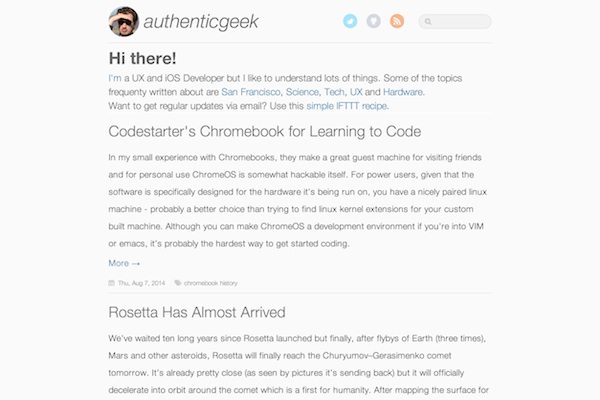 authenticgeek
Hi there!
I'm a UX and iOS Developer but I like to understand lots of things. Some of the topics
frequenty written about are San Francisco, Science, Tech, UX and Hardware.
Want to get regular updates via email? Use this simple IFTTT recipe.
Codestarter's Chromebook for Learning to Code
In my small experience with Chromebooks, they make a great guest machine for visiting friends
and for personal use ChromeOS is somewhat hackable itself. For power users, given that the
software is specifically designed for the hardware it's being run on, you have a nicely paired linux
machine - probably a better choice than trying to find linux kernel extensions for your custom
built machine. Although you can make ChromeOS a development environment if you're into VIM
or emacs, it's probably the hardest way to get started coding.
More →
Thu, Aug 7, 2014 chromebook history
Rosetta Has Almost Arrived
We've waited ten long years since Rosetta launched but finally, after flybys of Earth (three times),
Mars and other asteroids, Rosetta will finally reach the Churyumov–Gerasimenko comet
tomorrow. It's already pretty close (as seen by pictures it's sending back) but it will officially
decelerate into orbit around the comet which is a first for humanity. After mapping the surface for